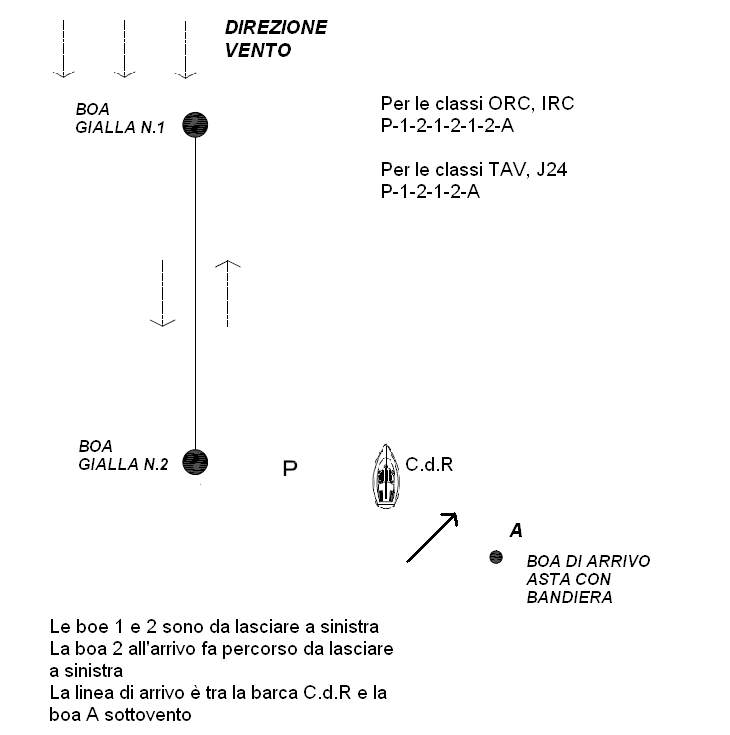 DIREZIONE
VENTO
BOA
GIALLA N.1
Per le classi ORC, IRC
P-1-2-1-2-1-2-A
Per le classi TAV, J24
P-1-2-1-2-A
BOA
GIALLA N.2
P
C.d.R
A
BOA DI ARRIVO
ASTA CON
BANDIERA
Le boe 1 e 2 sono da lasciare a sinistra
La boa 2 all'arrivo fa percorso da lasciare
a sinistra
La linea di arrivo è tra la barca C.d.R e la
boa A sottovento